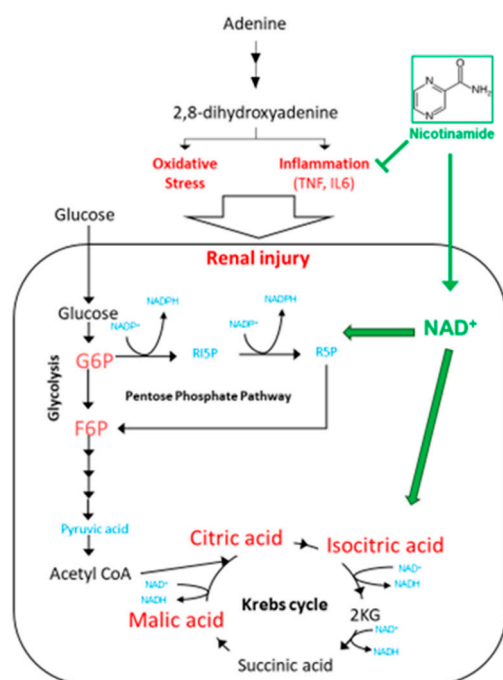 Adenine
N
N
O
NH₂
Nicotinamide
2,8-dihydroxyadenine
Oxidative
Stress
Inflammation
(TNF, IL6)
Glucose
Renal injury
Glucose
NADP⁺
NADPH
NADP⁺
NADPH
NAD⁺
G6P
RI5P
R5P
Glycolysis
Pentose Phosphate Pathway
F6P
Pyruvic acid
Acetyl CoA
Citric acid
Isocitric acid
NAD⁺
NADH
NAD⁺
NADH
Malic acid
Krebs cycle
2KG
NAD⁺
NADH
Succinic acid